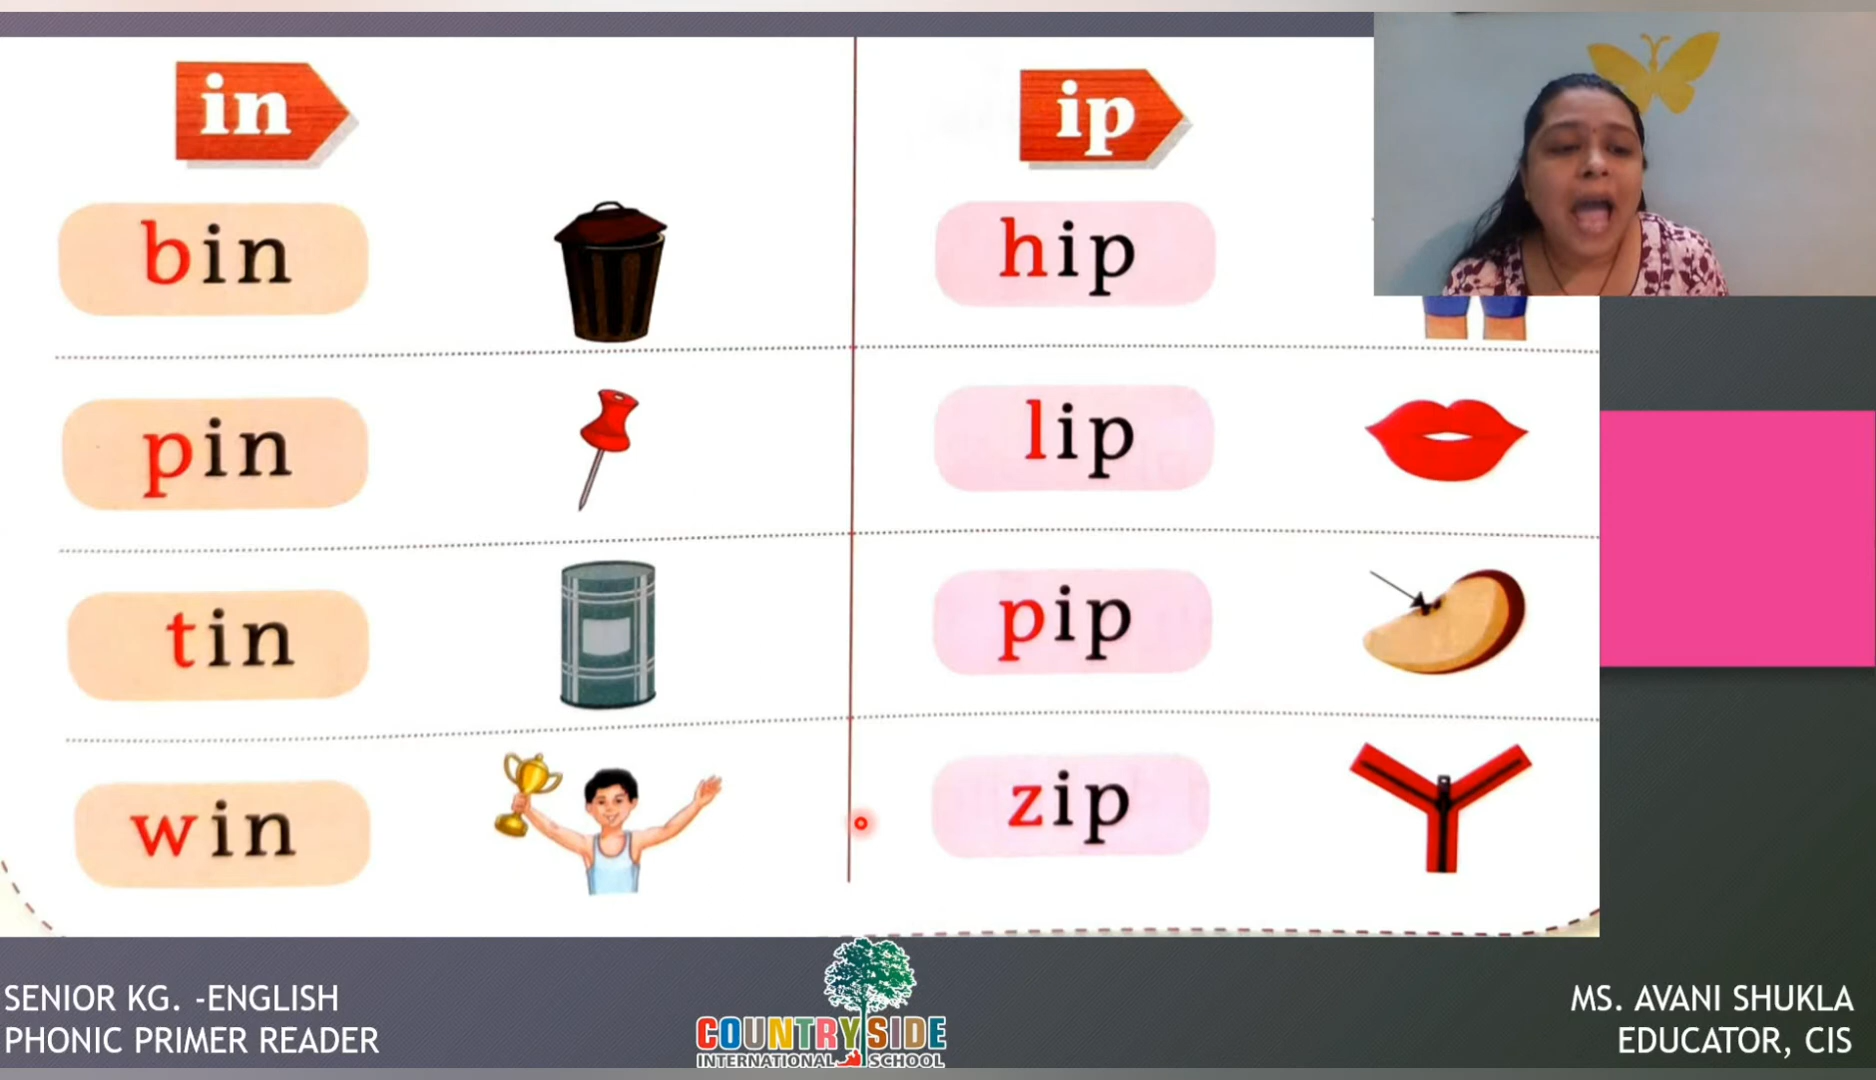 in
bin
pin
tin
win
ip
hip
lip
pip
zip
SENIOR KG. -ENGLISH
PHONIC PRIMER READER
COUNTRYSIDE
INTERNATIONAL SCHOOL
MS. AVANI SHUKLA
EDUCATOR, CIS